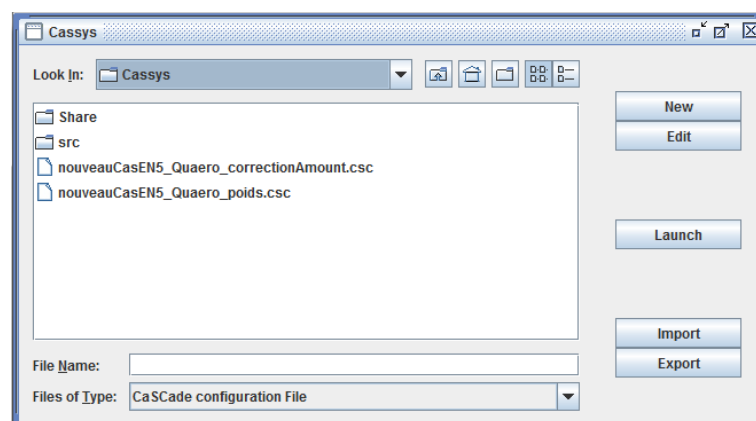 Cassys
Look In: Cassys
Share
src
nouveauCasEN5_Quaero_correctionAmount.csc
nouveauCasEN5_Quaero_poids.csc
New
Edit
Launch
Import
Export
File Name:
Files of Type: CaSCade configuration File